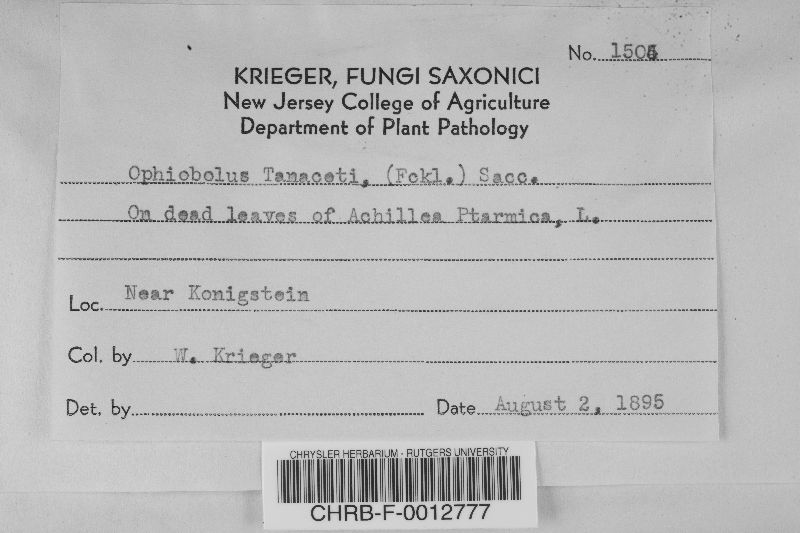 No. 1504
KRIEGER, FUNGI SAXONICI
New Jersey College of Agriculture
Department of Plant Pathology
Ophiobolus Tanaceti, (Fckl.) Sacc.
On dead leaves of Achillea Ptarmica, L.
Loc. Near Konigstein
Col. by W. Krieger
Det. by
Date August 2, 1895
CHRYSLER HERBARIUM - RUTGERS UNIVERSITY
CHRB-F-0012777